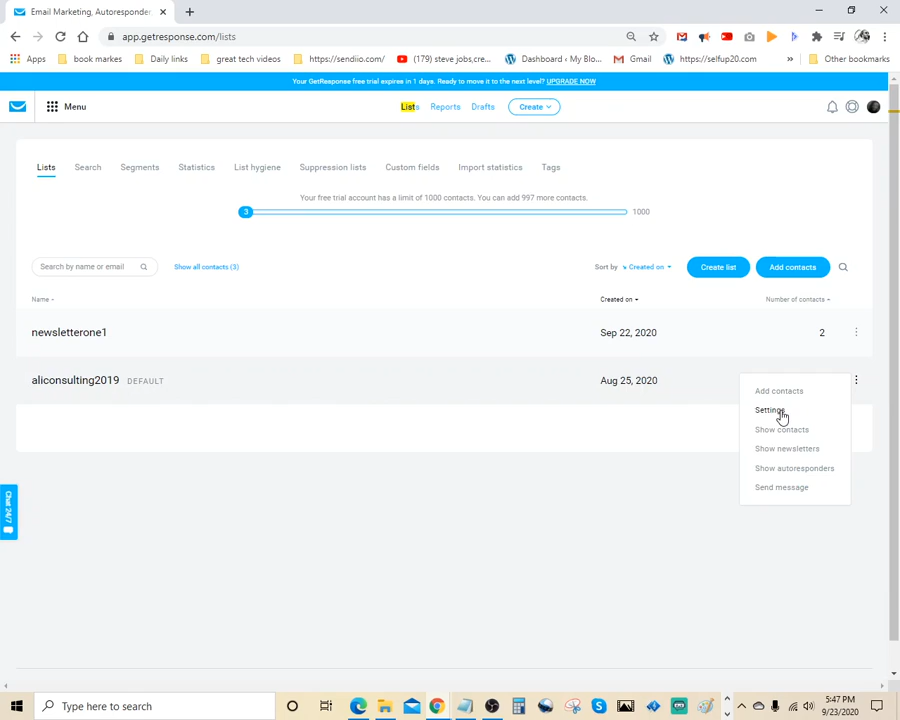 Email Marketing, Autoresponder
app.getresponse.com/lists
Apps book markes Daily links great tech videos https://sendiio.com/ (179) steve jobs,cre... Dashboard ‹ My Blo... Gmail https://selfup20.com/ » Other bookmarks
Your GetResponse free trial expires in 1 days. Ready to move it to the next level? UPGRADE NOW
Menu Lists Reports Drafts Create
Lists Search Segments Statistics List hygiene Suppression lists Custom fields Import statistics Tags
Your free trial account has a limit of 1000 contacts. You can add 997 more contacts.
3 1000
Search by name or email Show all contacts (3) Sort by Created on Create list Add contacts
Name Created on Number of contacts
newsletterone1 Sep 22, 2020 2
aliconsulting2019 DEFAULT Aug 25, 2020
Add contacts
Settings
Show contacts
Show newsletters
Show autoresponders
Send message
Chat 24/7
Type here to search
5:47 PM
9/23/2020